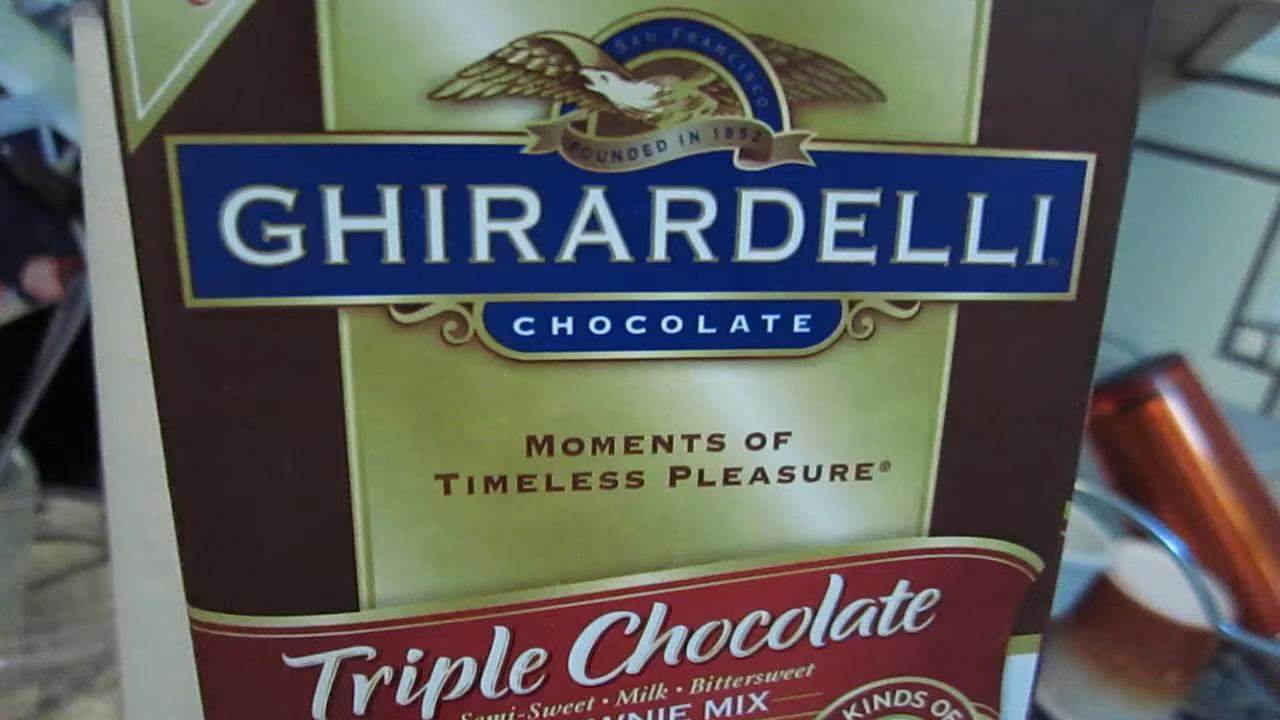 SAN FRANCISCO
FOUNDED IN 1852
GHIRARDELLI
CHOCOLATE
MOMENTS OF
TIMELESS PLEASURE®
Triple Chocolate
Semi-Sweet • Milk • Bittersweet
MIX
KINDS OF